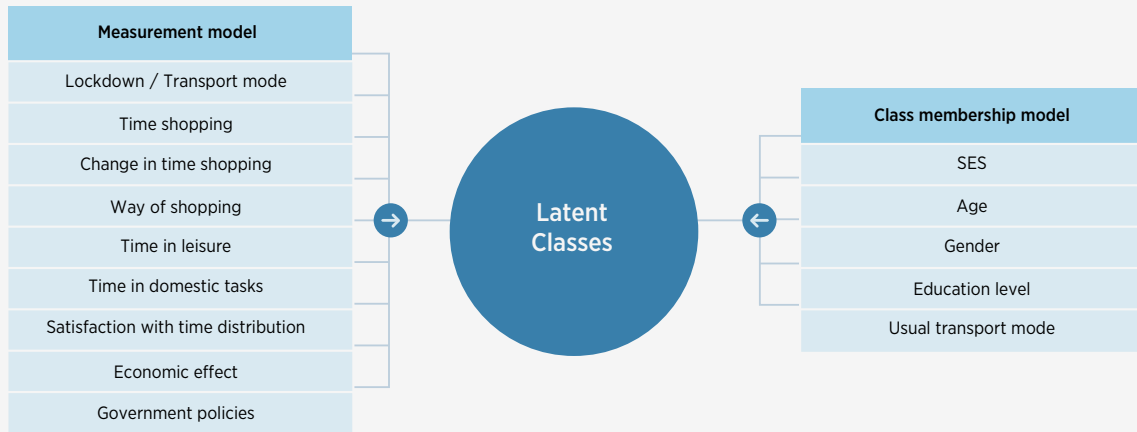 Measurement model
Lockdown / Transport mode
Time shopping
Change in time shopping
Way of shopping
Time in leisure
Time in domestic tasks
Satisfaction with time distribution
Economic effect
Government policies
Latent
Classes
Class membership model
SES
Age
Gender
Education level
Usual transport mode